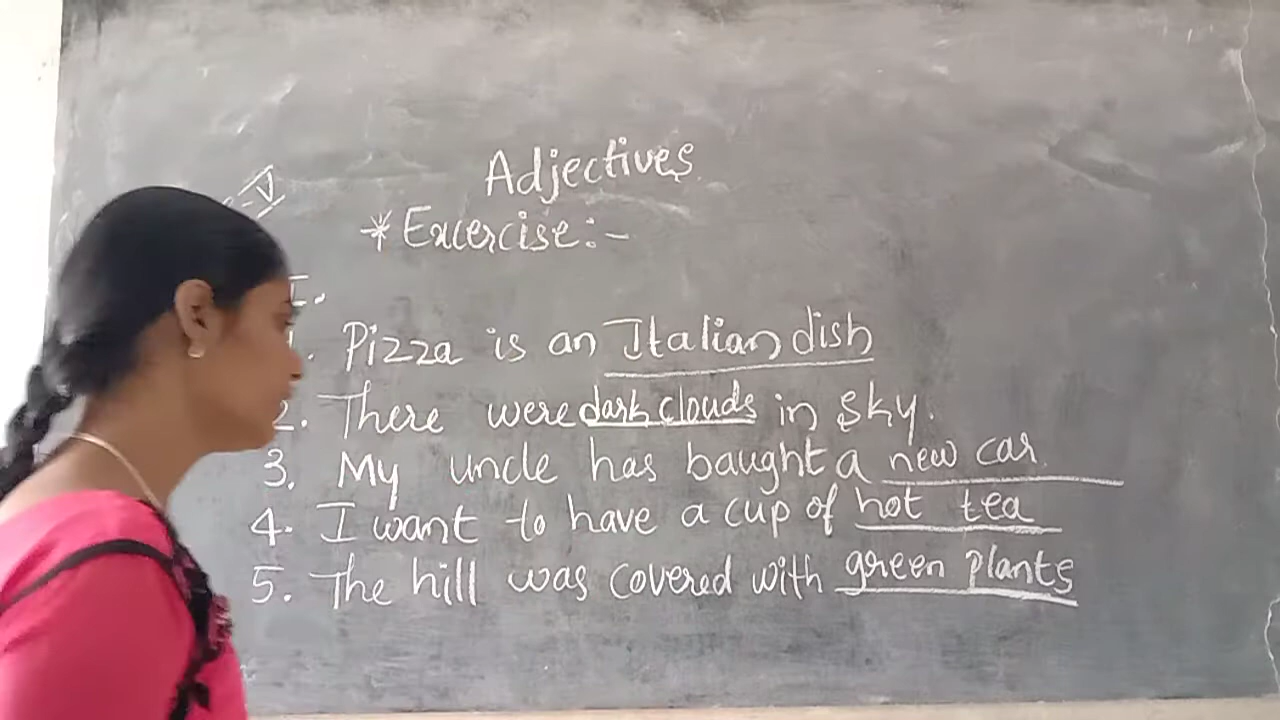 -V
Adjectives.
* Excercise:-
I.
1. Pizza is an Italian dish
2. There were dark clouds in sky.
3. My uncle has baught a new car.
4. I want to have a cup of hot tea
5. The hill was covered with green plants